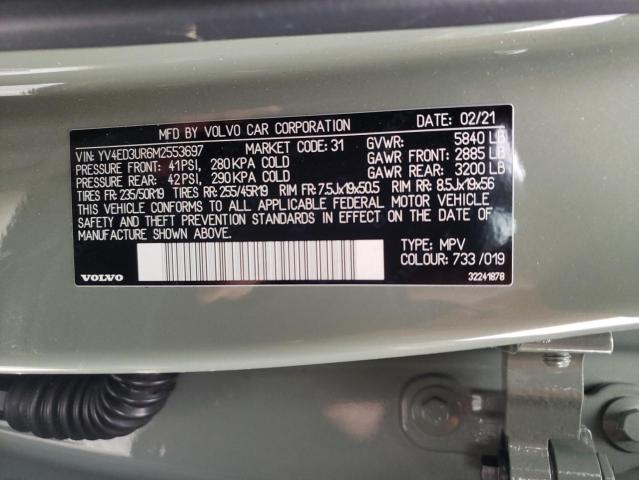 MFD BY VOLVO CAR CORPORATION DATE: 02/21
VIN: YV4ED3UR6M2553697 MARKET CODE: 31 GVWR: 5840 LB
PRESSURE FRONT: 41PSI, 280 KPA COLD GAWR FRONT: 2885 LB
PRESSURE REAR: 42PSI, 290 KPA COLD GAWR REAR: 3200 LB
TIRES FR: 235/50R19 TIRES RR: 255/45R19 RIM FR: 7.5Jx19x50.5 RIM RR: 8.5Jx19x56
THIS VEHICLE CONFORMS TO ALL APPLICABLE FEDERAL MOTOR VEHICLE
SAFETY AND THEFT PREVENTION STANDARDS IN EFFECT ON THE DATE OF
MANUFACTURE SHOWN ABOVE.
TYPE: MPV
COLOUR: 733 /019
VOLVO 32241878